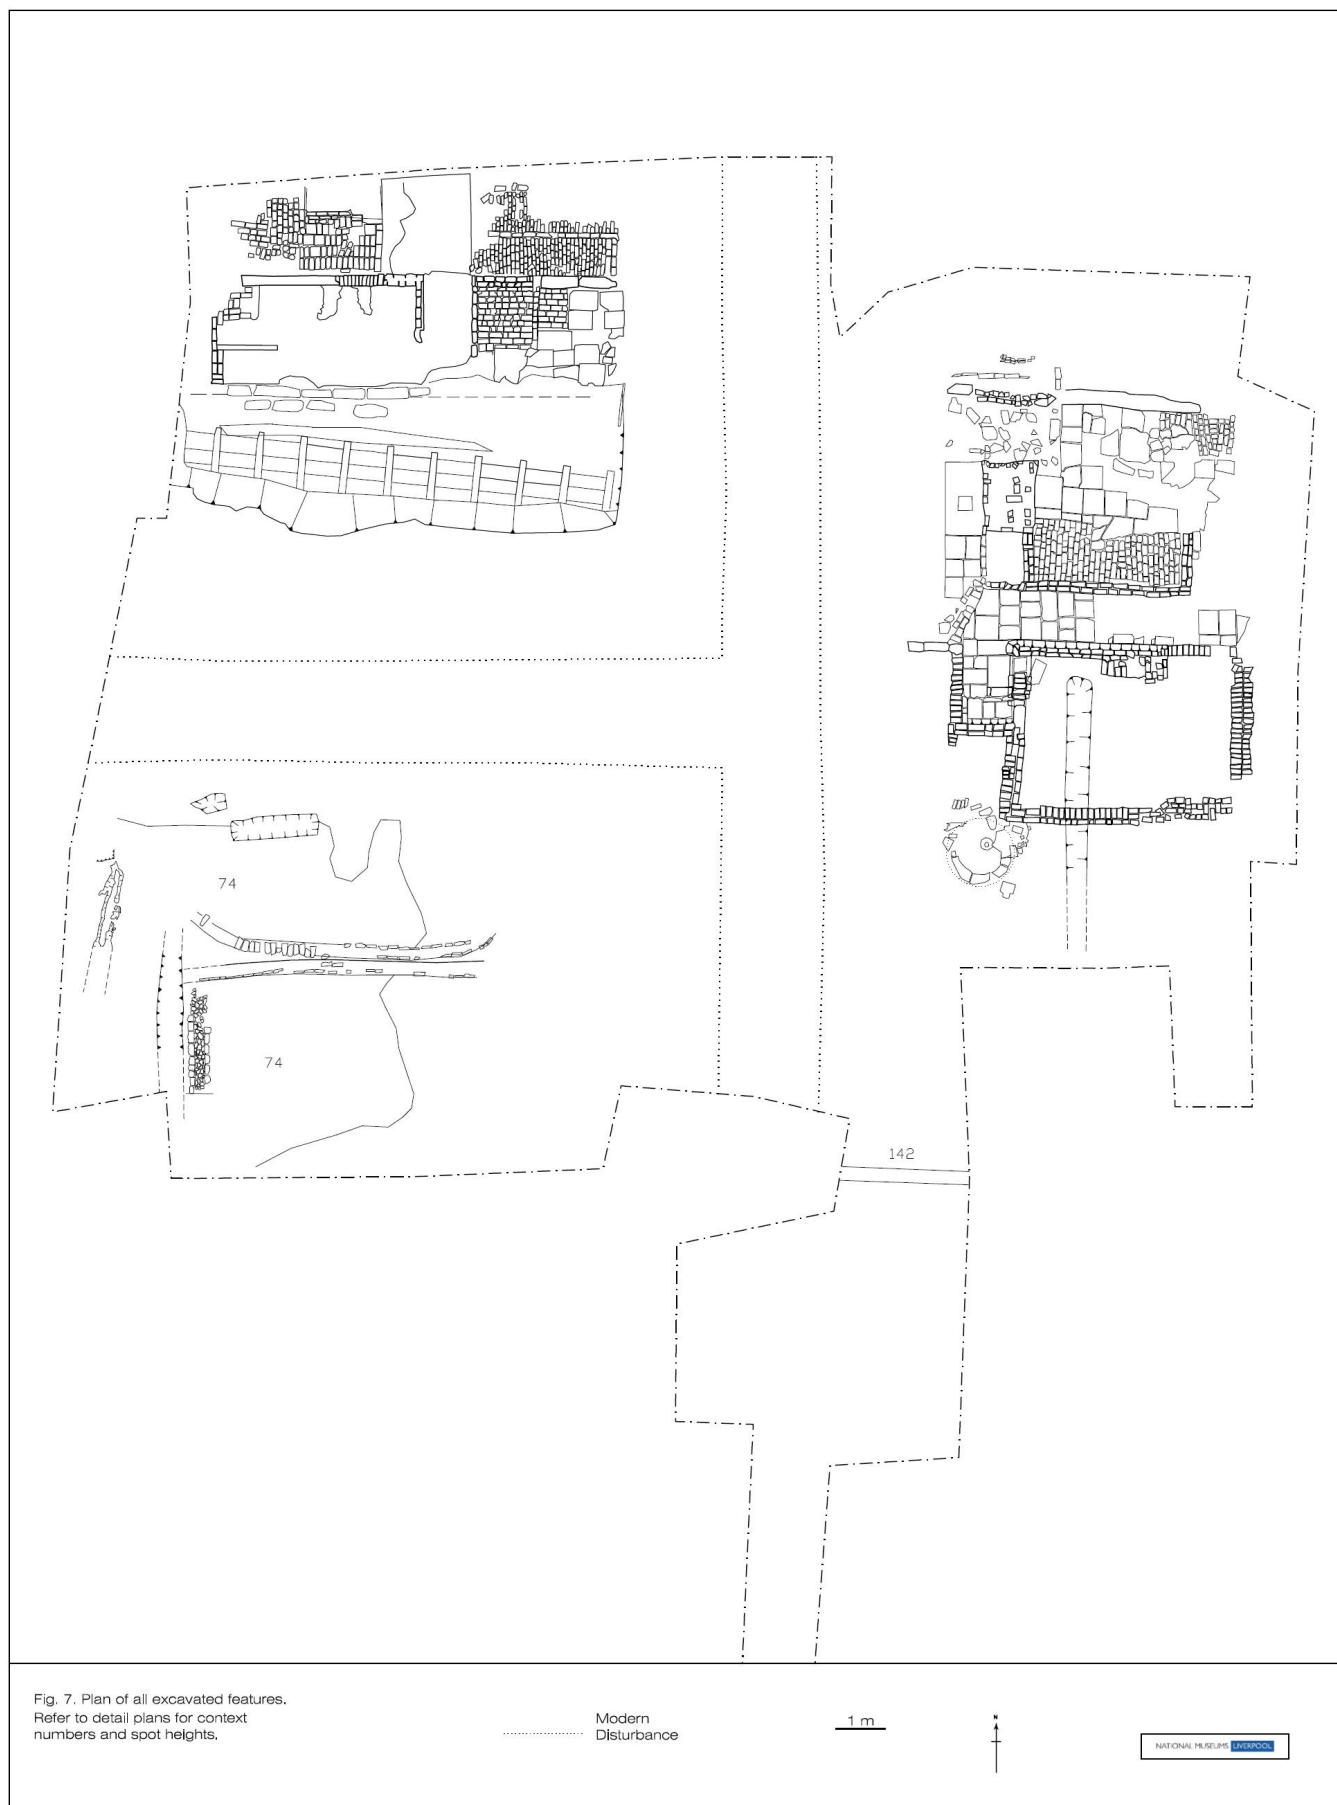 74
74
142
Fig. 7. Plan of all excavated features.
Refer to detail plans for context
numbers and spot heights.
Modern
Disturbance
1 m
N
NATIONAL MUSEUMS LIVERPOOL